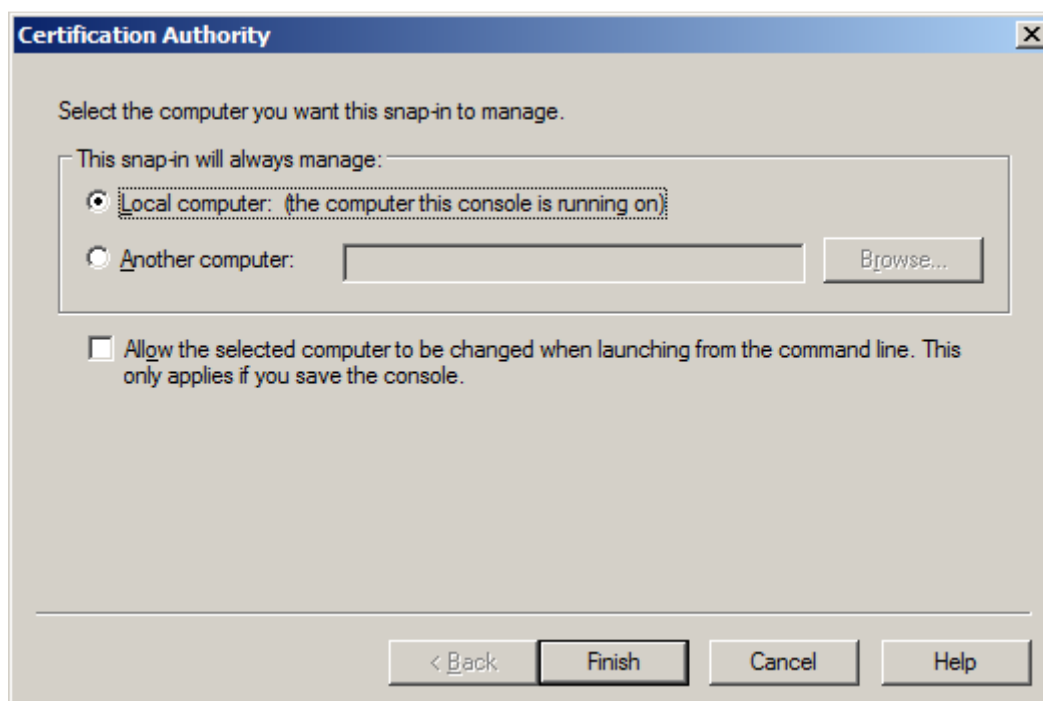 Certification Authority
Select the computer you want this snap-in to manage.
This snap-in will always manage:
Local computer: (the computer this console is running on)
Another computer:
Browse...
Allow the selected computer to be changed when launching from the command line. This
only applies if you save the console.
< Back
Finish
Cancel
Help